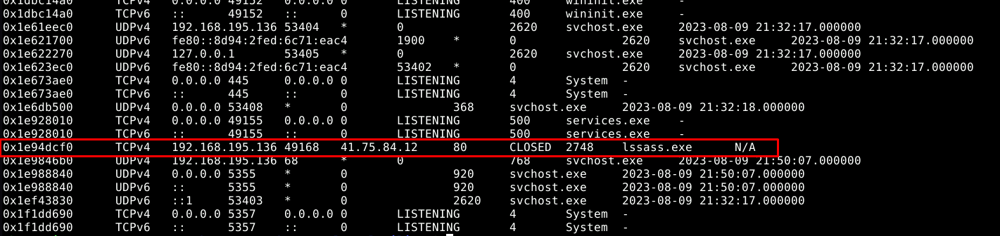 0x1dbc14a0 TCPv4 0.0.0.0 49152 0.0.0.0 0 LISTENING 400 wininit.exe -
0x1dbc14a0 TCPv6 :: 49152 :: 0 LISTENING 400 wininit.exe -
0x1e61eec0 UDPv4 192.168.195.136 53404 * 0 2620 svchost.exe 2023-08-09 21:32:17.000000
0x1e621700 UDPv6 fe80::8d94:2fed:6c71:eac4 1900 * 0 2620 svchost.exe 2023-08-09 21:32:17.000000
0x1e622270 UDPv4 127.0.0.1 53405 * 0 2620 svchost.exe 2023-08-09 21:32:17.000000
0x1e623ec0 UDPv6 fe80::8d94:2fed:6c71:eac4 53402 * 0 2620 svchost.exe 2023-08-09 21:32:17.000000
0x1e673ae0 TCPv4 0.0.0.0 445 0.0.0.0 0 LISTENING 4 System -
0x1e673ae0 TCPv6 :: 445 :: 0 LISTENING 4 System -
0x1e6db500 UDPv4 0.0.0.0 53408 * 0 368 svchost.exe 2023-08-09 21:32:18.000000
0x1e928010 TCPv4 0.0.0.0 49155 0.0.0.0 0 LISTENING 500 services.exe -
0x1e928010 TCPv6 :: 49155 :: 0 LISTENING 500 services.exe -
0x1e94dcf0 TCPv4 192.168.195.136 49168 41.75.84.12 80 CLOSED 2748 lssass.exe N/A
0x1e9846b0 UDPv4 192.168.195.136 68 * 0 768 svchost.exe 2023-08-09 21:50:07.000000
0x1e988840 UDPv4 0.0.0.0 5355 * 0 920 svchost.exe 2023-08-09 21:50:07.000000
0x1e988840 UDPv6 :: 5355 * 0 920 svchost.exe 2023-08-09 21:50:07.000000
0x1ef43830 UDPv6 ::1 53403 * 0 2620 svchost.exe 2023-08-09 21:32:17.000000
0x1f1dd690 TCPv4 0.0.0.0 5357 0.0.0.0 0 LISTENING 4 System -
0x1f1dd690 TCPv6 :: 5357 :: 0 LISTENING 4 System -